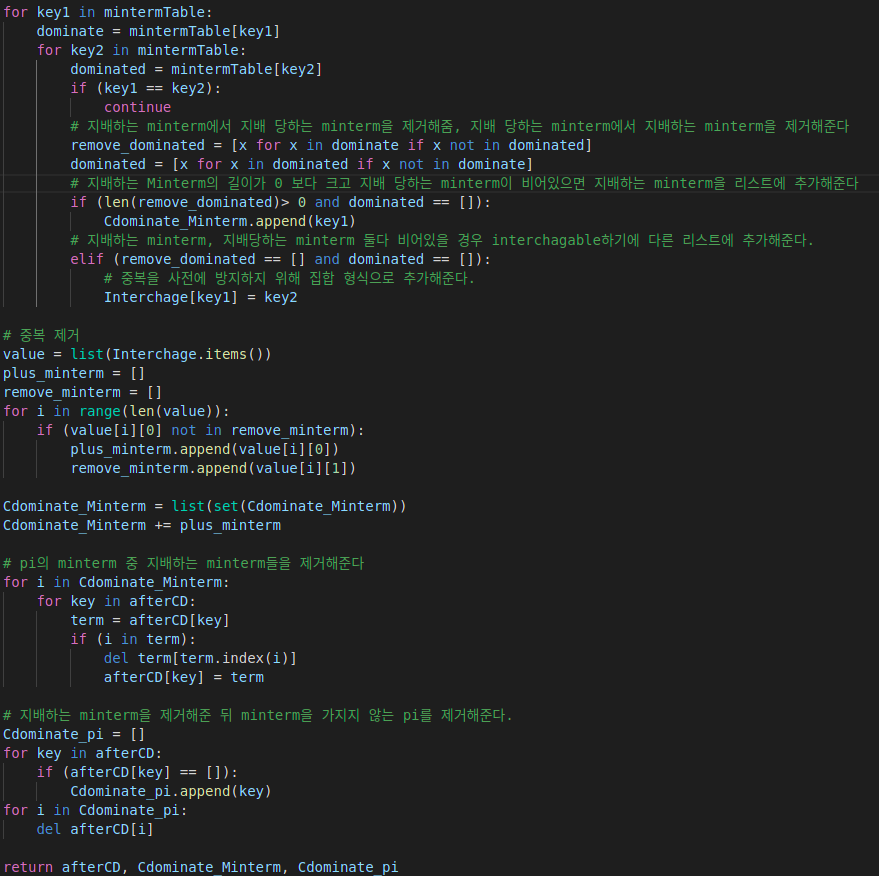 for key1 in mintermTable:
    dominate = mintermTable[key1]
    for key2 in mintermTable:
        dominated = mintermTable[key2]
        if (key1 == key2):
            continue
        # 지배하는 minterm에서 지배 당하는 minterm을 제거해줌, 지배 당하는 minterm에서 지배하는 minterm을 제거해준다
        remove_dominated = [x for x in dominate if x not in dominated]
        dominated = [x for x in dominated if x not in dominate]
        # 지배하는 Minterm의 길이가 0 보다 크고 지배 당하는 minterm이 비어있으면 지배하는 minterm을 리스트에 추가해준다
        if (len(remove_dominated)> 0 and dominated == []):
            Cdominate_Minterm.append(key1)
        # 지배하는 minterm, 지배당하는 minterm 둘다 비어있을 경우 interchagable하기에 다른 리스트에 추가해준다.
        elif (remove_dominated == [] and dominated == []):
            # 중복을 사전에 방지하지 위해 집합 형식으로 추가해준다.
            Interchage[key1] = key2

# 중복 제거
value = list(Interchage.items())
plus_minterm = []
remove_minterm = []
for i in range(len(value)):
    if (value[i][0] not in remove_minterm):
        plus_minterm.append(value[i][0])
        remove_minterm.append(value[i][1])

Cdominate_Minterm = list(set(Cdominate_Minterm))
Cdominate_Minterm += plus_minterm

# pi의 minterm 중 지배하는 minterm들을 제거해준다
for i in Cdominate_Minterm:
    for key in afterCD:
        term = afterCD[key]
        if (i in term):
            del term[term.index(i)]
            afterCD[key] = term

# 지배하는 minterm을 제거해준 뒤 minterm을 가지지 않는 pi를 제거해준다.
Cdominate_pi = []
for key in afterCD:
    if (afterCD[key] == []):
        Cdominate_pi.append(key)
for i in Cdominate_pi:
    del afterCD[i]

return afterCD, Cdominate_Minterm, Cdominate_pi